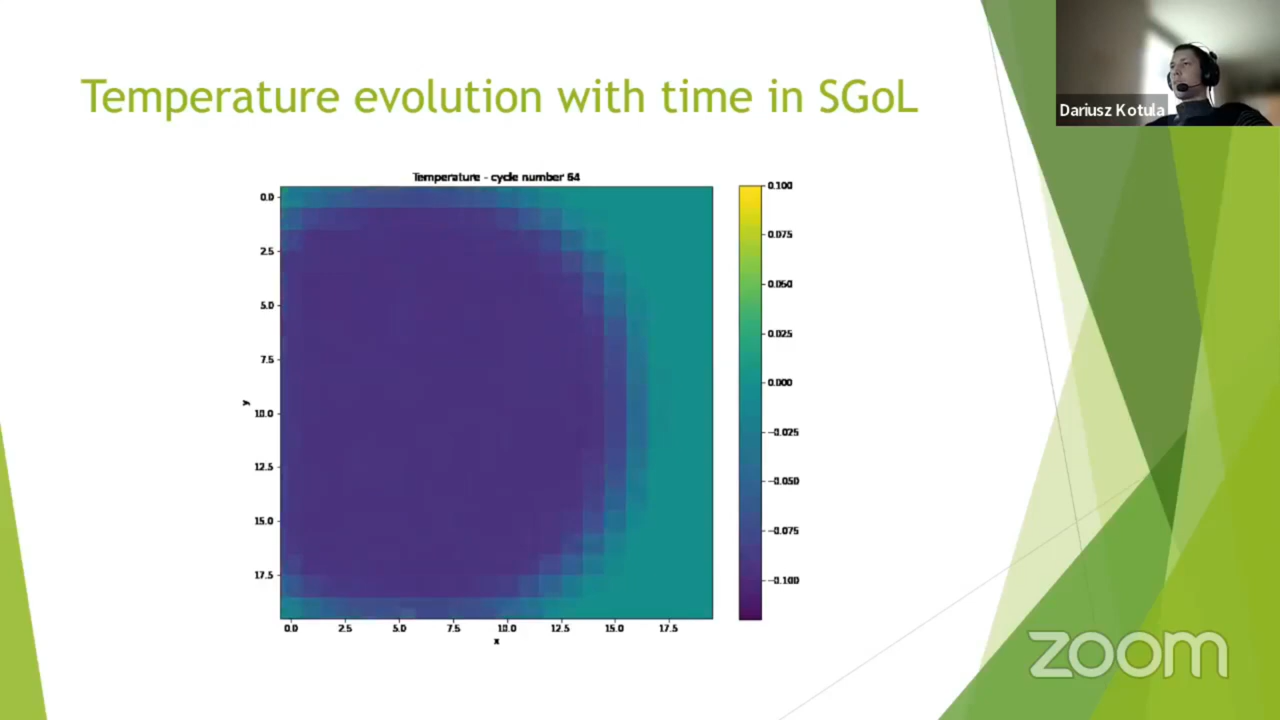 Temperature evolution with time in SGoL
Dariusz Kotula
Temperature - cycle number 64
0.0
2.5
5.0
7.5
10.0
12.5
15.0
17.5
y
0.0 2.5 5.0 7.5 10.0 12.5 15.0 17.5
x
0.100
0.075
0.050
0.025
0.000
−0.025
−0.050
−0.075
−0.100
zoom